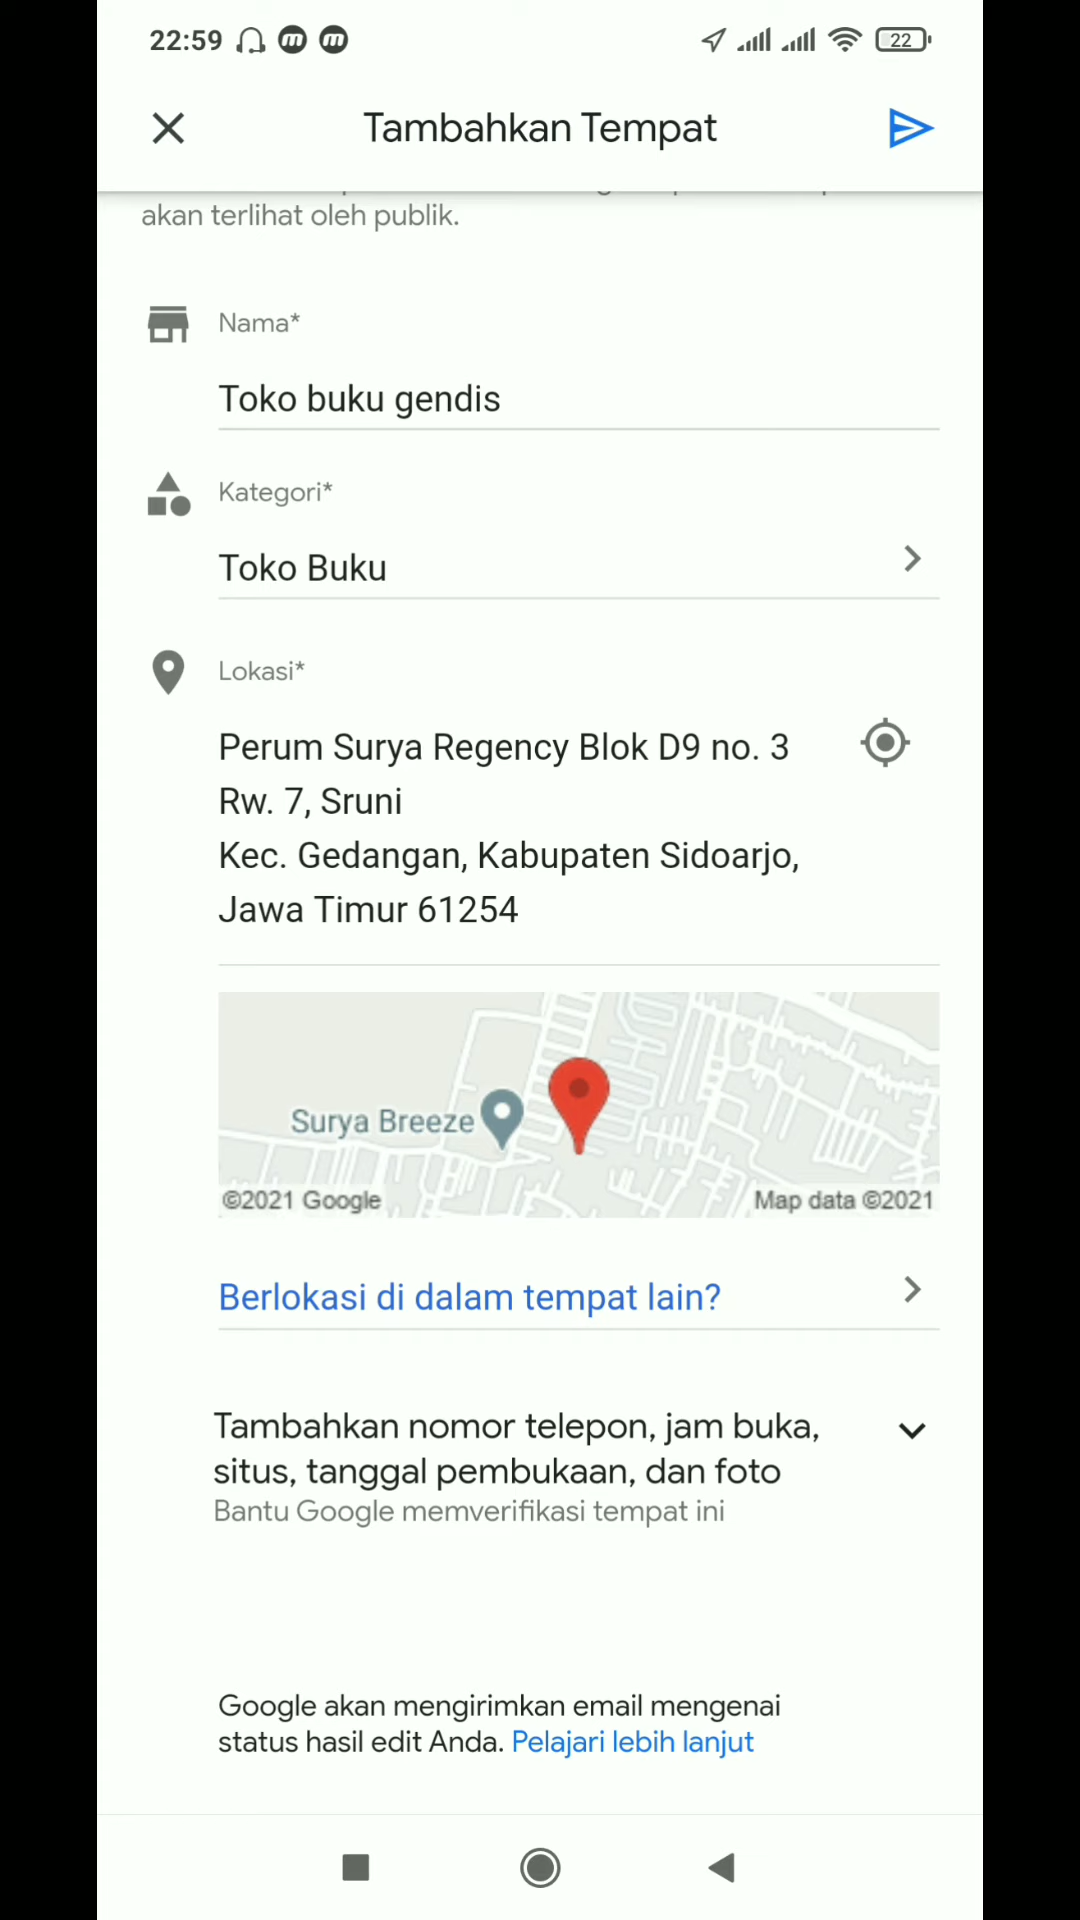 22:59
22
Tambahkan Tempat
akan terlihat oleh publik.
Nama*
Toko buku gendis
Kategori*
Toko Buku
Lokasi*
Perum Surya Regency Blok D9 no. 3
Rw. 7, Sruni
Kec. Gedangan, Kabupaten Sidoarjo,
Jawa Timur 61254
Surya Breeze
©2021 Google
Map data ©2021
Berlokasi di dalam tempat lain?
Tambahkan nomor telepon, jam buka,
situs, tanggal pembukaan, dan foto
Bantu Google memverifikasi tempat ini
Google akan mengirimkan email mengenai
status hasil edit Anda. Pelajari lebih lanjut